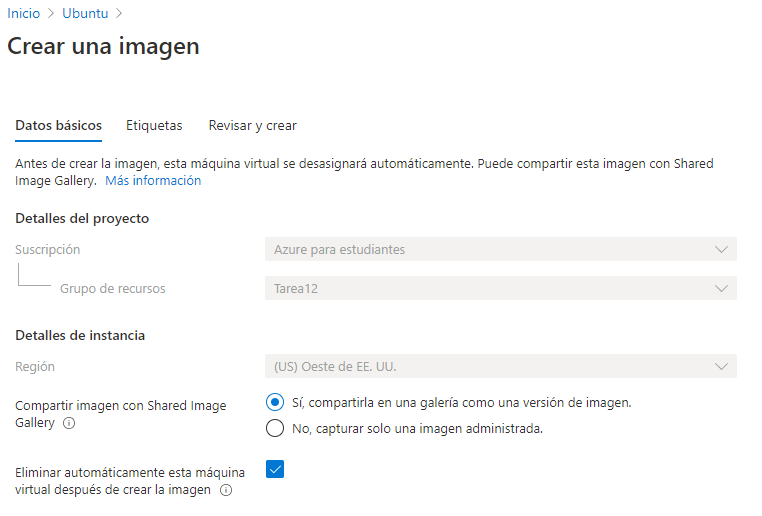 Inicio > Ubuntu >
Crear una imagen
Datos básicos Etiquetas Revisar y crear
Antes de crear la imagen, esta máquina virtual se desasignará automáticamente. Puede compartir esta imagen con Shared
Image Gallery. Más información
Detalles del proyecto
Suscripción Azure para estudiantes
Grupo de recursos Tarea12
Detalles de instancia
Región (US) Oeste de EE. UU.
Compartir imagen con Shared Image
Gallery
Sí, compartirla en una galería como una versión de imagen.
No, capturar solo una imagen administrada.
Eliminar automáticamente esta máquina
virtual después de crear la imagen